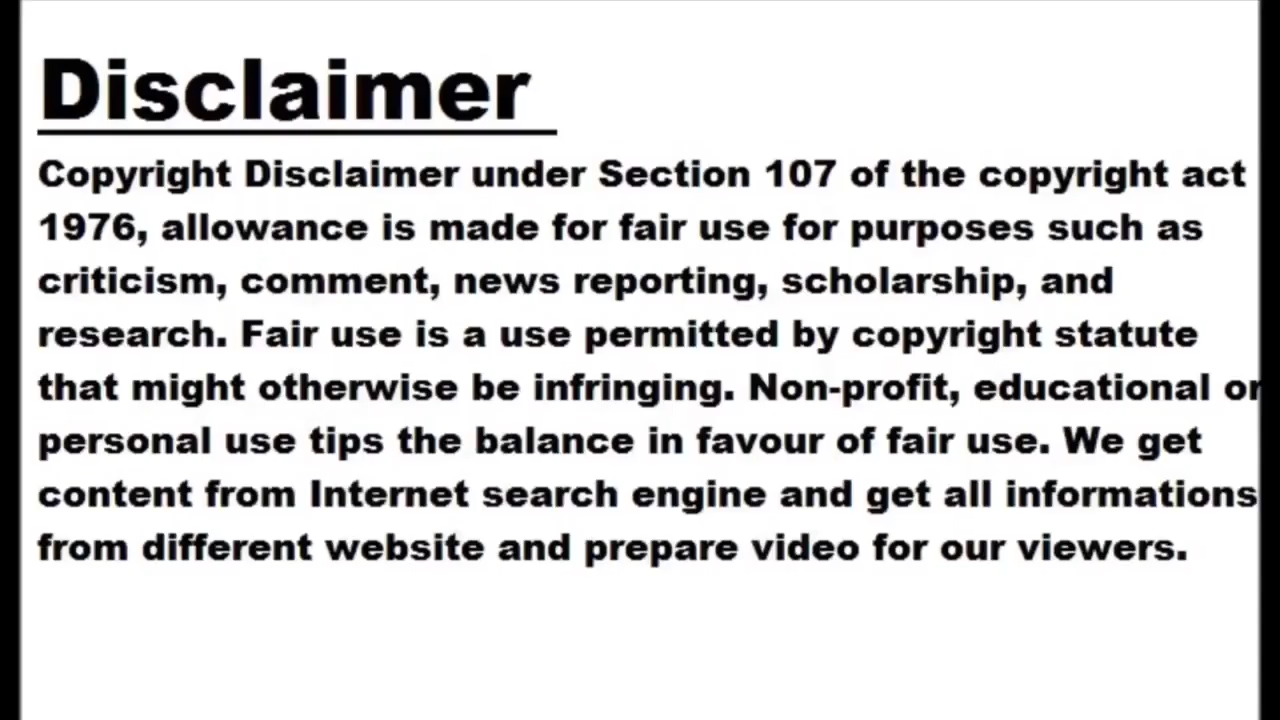 Disclaimer
Copyright Disclaimer under Section 107 of the copyright act
1976, allowance is made for fair use for purposes such as
criticism, comment, news reporting, scholarship, and
research. Fair use is a use permitted by copyright statute
that might otherwise be infringing. Non-profit, educational or
personal use tips the balance in favour of fair use. We get
content from Internet search engine and get all informations
from different website and prepare video for our viewers.